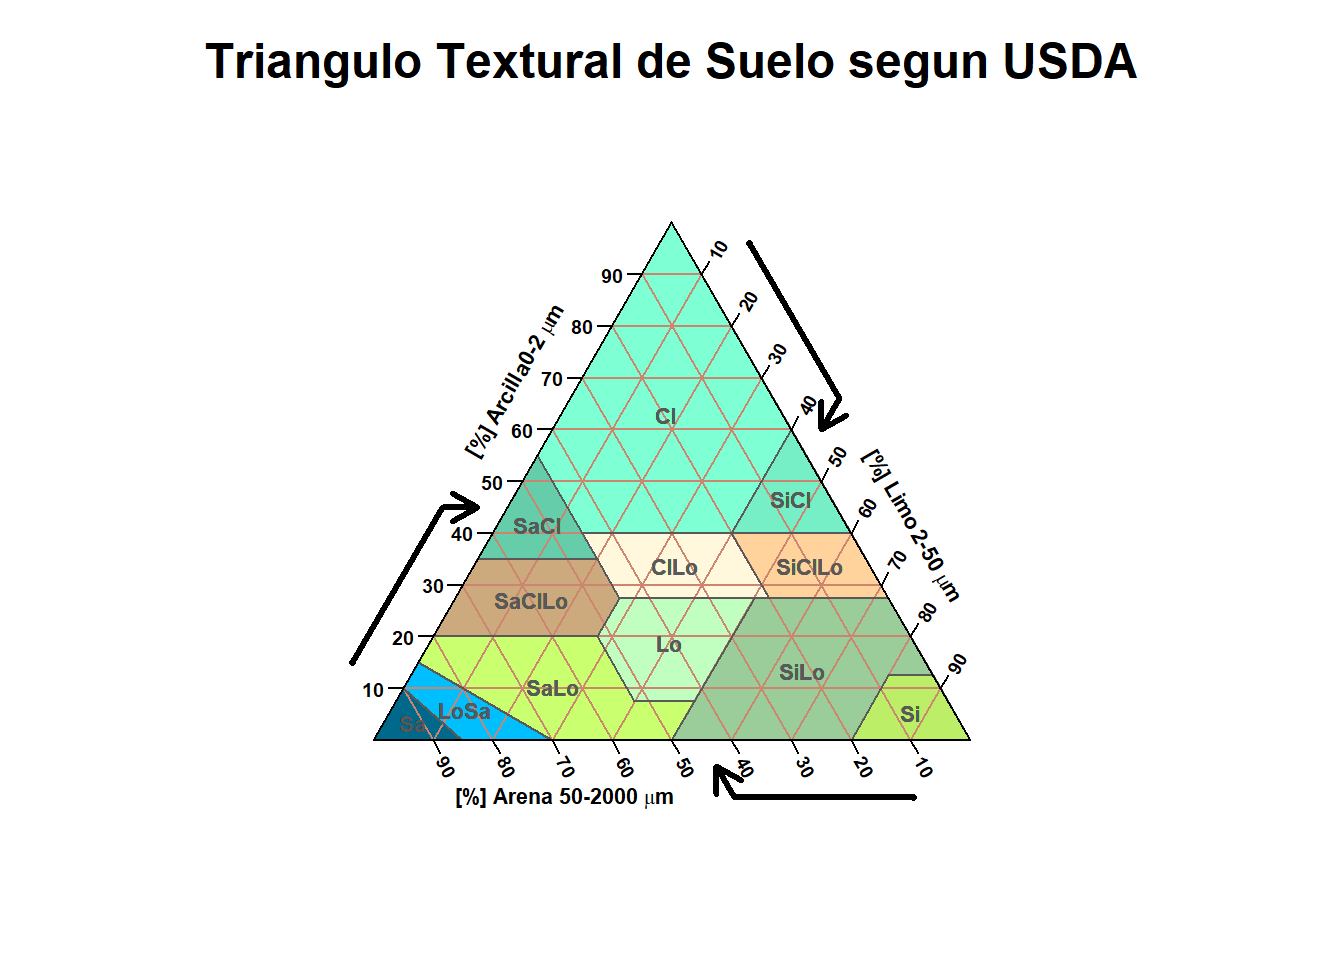 Triangulo Textural de Suelo segun USDA
10
90
20
80
[%] Arcilla0-2 μm
30
70
40
Cl
60
50
[%] Limo 2-50 μm
50
SiCl
60
SaCl
40
70
ClLo
SiClLo
30
SaClLo
80
20
Lo
90
SiLo
10
SaLo
LoSa
Si
Sa
90
80
70
60
50
40
30
20
10
[%] Arena 50-2000 μm